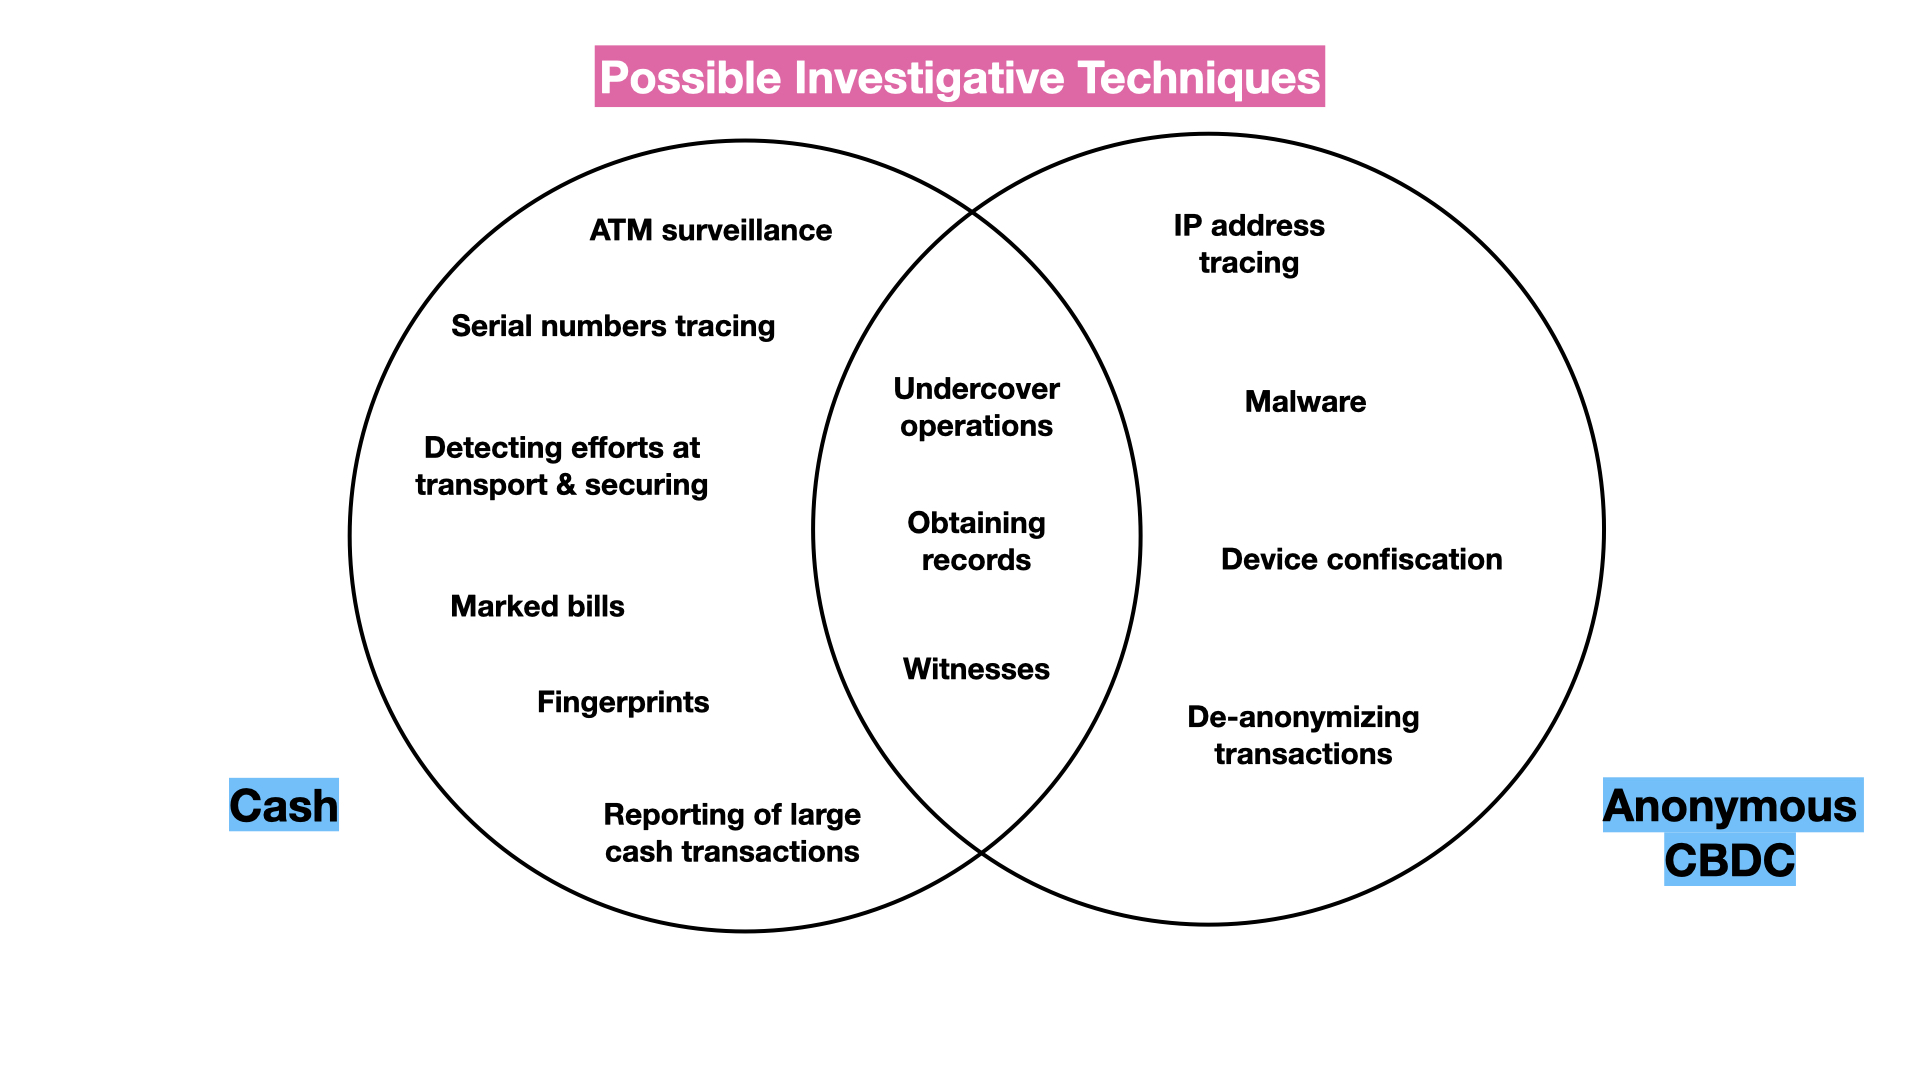 Possible Investigative Techniques
ATM surveillance
Serial numbers tracing
Detecting efforts at
transport & securing
Marked bills
Fingerprints
Reporting of large
cash transactions
Undercover
operations
Obtaining
records
Witnesses
IP address
tracing
Malware
Device confiscation
De-anonymizing
transactions
Cash
Anonymous
CBDC